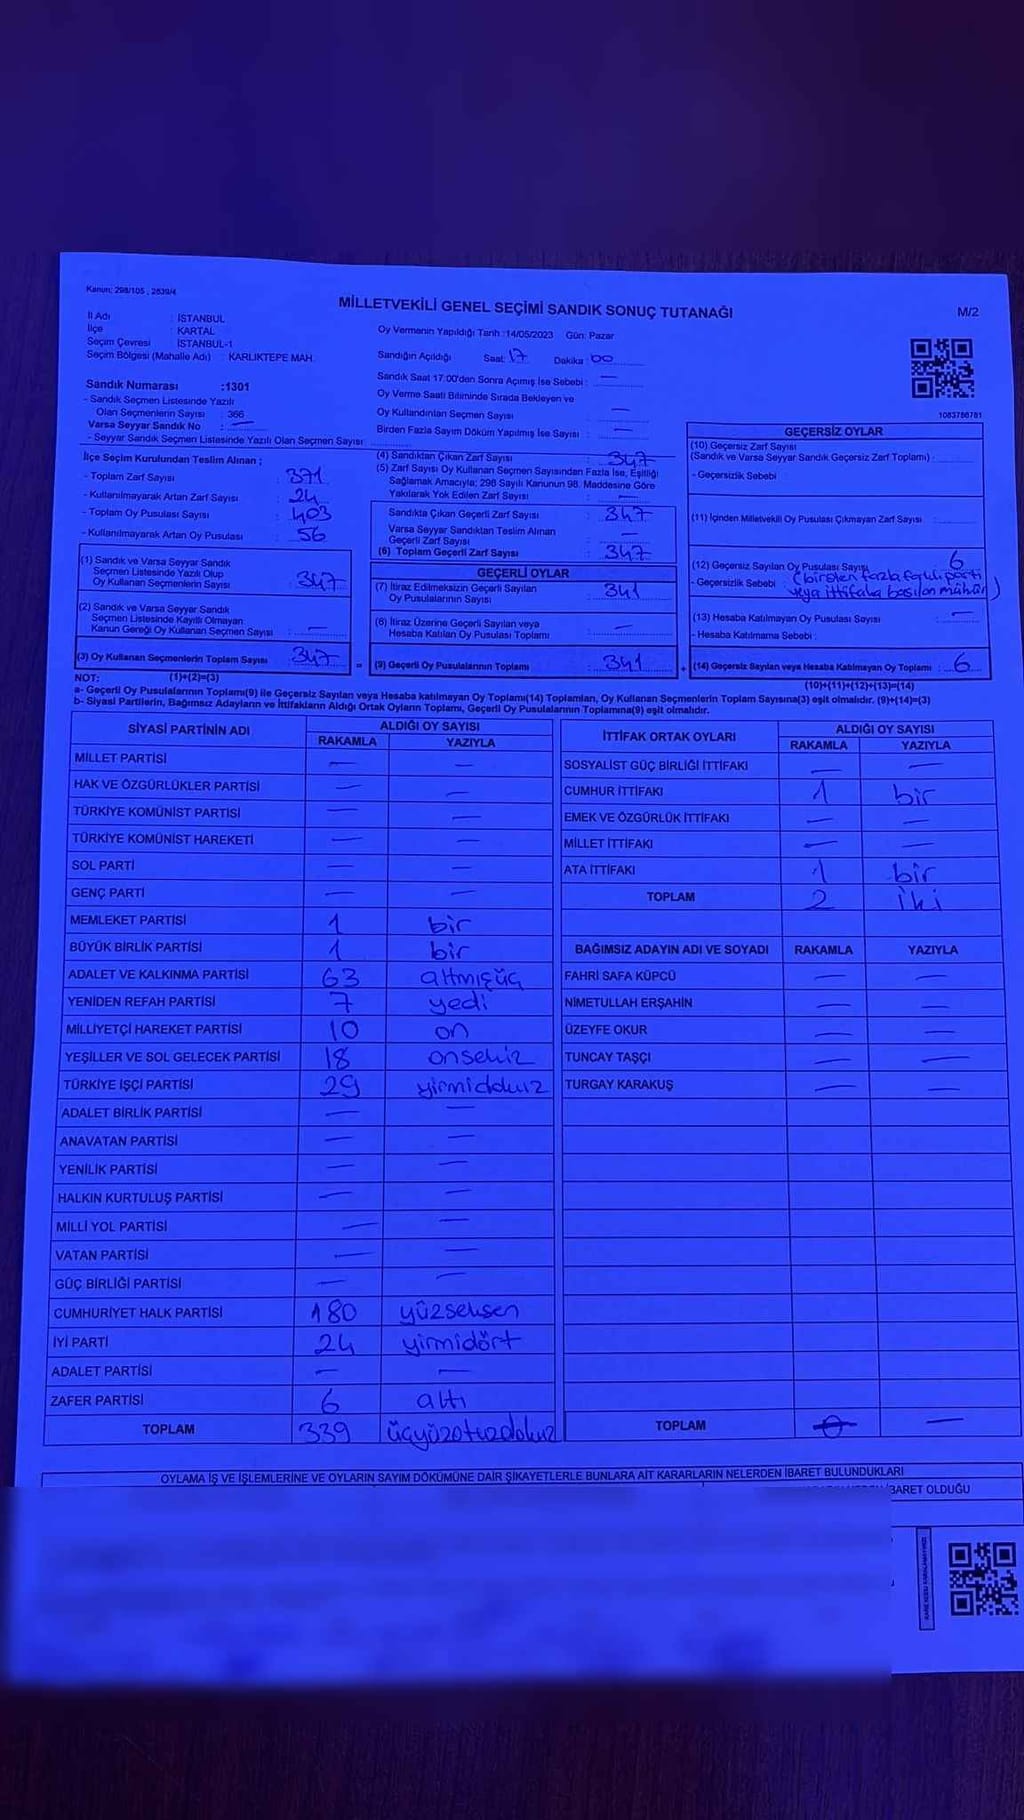 Kanun: 298/105 , 2839/4
MİLLETVEKİLİ GENEL SEÇİMİ SANDIK SONUÇ TUTANAĞI
M/2
İl Adı : İSTANBUL
İlçe : KARTAL
Seçim Çevresi : İSTANBUL-1
Seçim Bölgesi (Mahalle Adı) : KARLIKTEPE MAH.
Oy Vermenin Yapıldığı Tarih :14/05/2023 Gün: Pazar
Sandığın Açıldığı Saat: 17 Dakika: 00
Sandık Saat 17:00'den Sonra Açımış İse Sebebi : —
Oy Verme Saati Bitiminde Sırada Bekleyen ve
Oy Kullandırılan Seçmen Sayısı : —
Birden Fazla Sayım Döküm Yapılmış İse Sayısı : —
1083786781
Sandık Numarası :1301
- Sandık Seçmen Listesinde Yazılı
Olan Seçmenlerin Sayısı : 366
Varsa Seyyar Sandık No : —
- Seyyar Sandık Seçmen Listesinde Yazılı Olan Seçmen Sayısı :
İlçe Seçim Kurulundan Teslim Alınan ;
- Toplam Zarf Sayısı : 371
- Kullanılmayarak Artan Zarf Sayısı : 24
- Toplam Oy Pusulası Sayısı : 403
- Kullanılmayarak Artan Oy Pusulası : 56
(1) Sandık ve Varsa Seyyar Sandık
Seçmen Listesinde Yazılı Olup
Oy Kullanan Seçmenlerin Sayısı : 347
(2) Sandık ve Varsa Seyyar Sandık
Seçmen Listesinde Kayıtlı Olmayan
Kanun Gereği Oy Kullanan Seçmen Sayısı : —
(3) Oy Kullanan Seçmenlerin Toplam Sayısı : 347
(1)+(2)=(3)
(4) Sandıktan Çıkan Zarf Sayısı : 347
(5) Zarf Sayısı Oy Kullanan Seçmen Sayısından Fazla İse, Eşitliği
Sağlamak Amacıyla; 298 Sayılı Kanunun 98. Maddesine Göre
Yakılarak Yok Edilen Zarf Sayısı : —
Sandıkta Çıkan Geçerli Zarf Sayısı : 347
Varsa Seyyar Sandıktan Teslim Alınan
Geçerli Zarf Sayısı : —
(6) Toplam Geçerli Zarf Sayısı : 347
GEÇERLİ OYLAR
(7) İtiraz Edilmeksizin Geçerli Sayılan
Oy Pusulalarının Sayısı : 341
(8) İtiraz Üzerine Geçerli Sayılan veya
Hesaba Katılan Oy Pusulası Toplamı : —
= (9) Geçerli Oy Pusulalarının Toplamı : 341
GEÇERSİZ OYLAR
(10) Geçersiz Zarf Sayısı
(Sandık ve Varsa Seyyar Sandık Geçersiz Zarf Toplamı) :
- Geçersizlik Sebebi :
(11) İçinden Milletvekili Oy Pusulası Çıkmayan Zarf Sayısı :
(12) Geçersiz Sayılan Oy Pusulası Sayısı : 6
- Geçersizlik Sebebi : (birden fazla farklı parti
veya ittifaka basılan mühür)
(13) Hesaba Katılmayan Oy Pusulası Sayısı : —
- Hesaba Katılmama Sebebi :
+ (14) Geçersiz Sayılan veya Hesaba Katılmayan Oy Toplamı : 6
(10)+(11)+(12)+(13)=(14)
NOT:
a- Geçerli Oy Pusulalarının Toplamı(9) ile Geçersiz Sayılan veya Hesaba katılmayan Oy Toplamı(14) Toplamları, Oy Kullanan Seçmenlerin Toplam Sayısına(3) eşit olmalıdır. (9)+(14)=(3)
b- Siyasi Partilerin, Bağımsız Adayların ve İttifakların Aldığı Ortak Oyların Toplamı, Geçerli Oy Pusulalarının Toplamına(9) eşit olmalıdır.
SİYASİ PARTİNİN ADI ALDIĞI OY SAYISI
RAKAMLA YAZIYLA
MİLLET PARTİSİ — —
HAK VE ÖZGÜRLÜKLER PARTİSİ — —
TÜRKİYE KOMÜNİST PARTİSİ — —
TÜRKİYE KOMÜNİST HAREKETİ — —
SOL PARTİ — —
GENÇ PARTİ — —
MEMLEKET PARTİSİ 1 bir
BÜYÜK BİRLİK PARTİSİ 1 bir
ADALET VE KALKINMA PARTİSİ 63 altmışüç
YENİDEN REFAH PARTİSİ 7 yedi
MİLLİYETÇİ HAREKET PARTİSİ 10 on
YEŞİLLER VE SOL GELECEK PARTİSİ 18 onsekiz
TÜRKİYE İŞÇİ PARTİSİ 29 yirmidokuz
ADALET BİRLİK PARTİSİ — —
ANAVATAN PARTİSİ — —
YENİLİK PARTİSİ — —
HALKIN KURTULUŞ PARTİSİ — —
MİLLİ YOL PARTİSİ — —
VATAN PARTİSİ — —
GÜÇ BİRLİĞİ PARTİSİ — —
CUMHURİYET HALK PARTİSİ 180 yüzseksen
İYİ PARTİ 24 yirmidört
ADALET PARTİSİ — —
ZAFER PARTİSİ 6 altı
TOPLAM 339 üçyüzotuzdokuz
İTTİFAK ORTAK OYLARI ALDIĞI OY SAYISI
RAKAMLA YAZIYLA
SOSYALİST GÜÇ BİRLİĞİ İTTİFAKI — —
CUMHUR İTTİFAKI 1 bir
EMEK VE ÖZGÜRLÜK İTTİFAKI — —
MİLLET İTTİFAKI — —
ATA İTTİFAKI 1 bir
TOPLAM 2 iki
BAĞIMSIZ ADAYIN ADI VE SOYADI RAKAMLA YAZIYLA
FAHRİ SAFA KÜPCÜ — —
NİMETULLAH ERŞAHİN — —
ÜZEYFE OKUR — —
TUNCAY TAŞÇI — —
TURGAY KARAKUŞ — —
TOPLAM 0 —
OYLAMA İŞ VE İŞLEMLERİNE VE OYLARIN SAYIM DÖKÜMÜNE DAİR ŞİKAYETLERLE BUNLARA AİT KARARLARIN NELERDEN İBARET BULUNDUKLARI
OLDUĞU